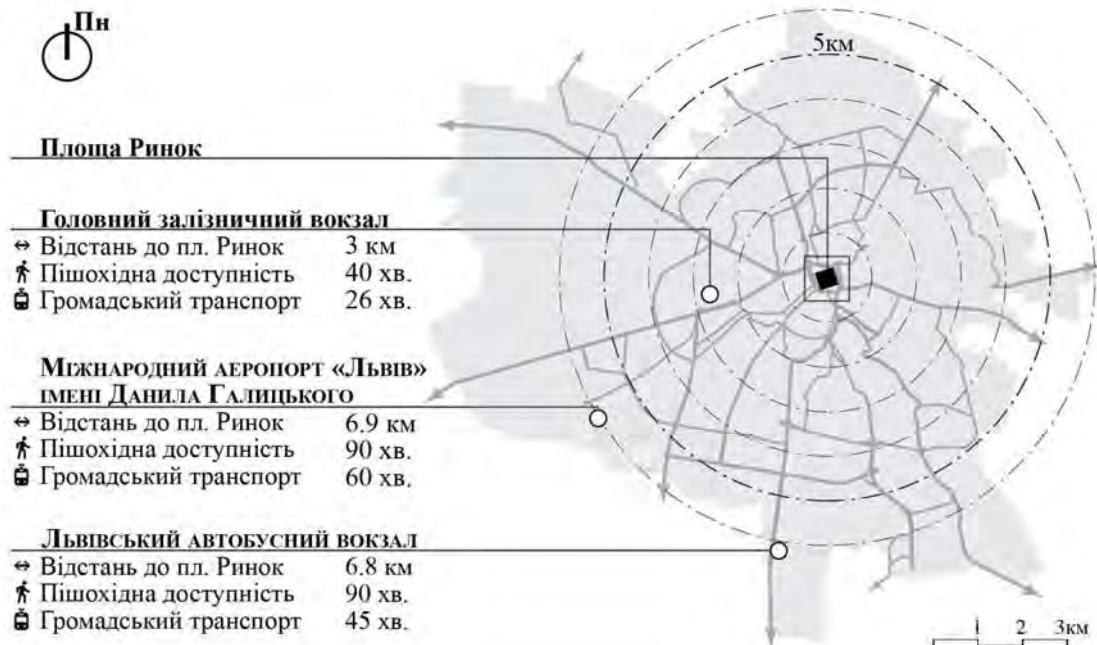 Пн
5км
Площа Ринок
Головний залізничний вокзал
Відстань до пл. Ринок 3 км
Пішохідна доступність 40 хв.
Громадський транспорт 26 хв.
Міжнародний аеропорт «Львів»
імені Данила Галицького
Відстань до пл. Ринок 6.9 км
Пішохідна доступність 90 хв.
Громадський транспорт 60 хв.
Львівський автобусний вокзал
Відстань до пл. Ринок 6.8 км
Пішохідна доступність 90 хв.
Громадський транспорт 45 хв.
1 2 3км